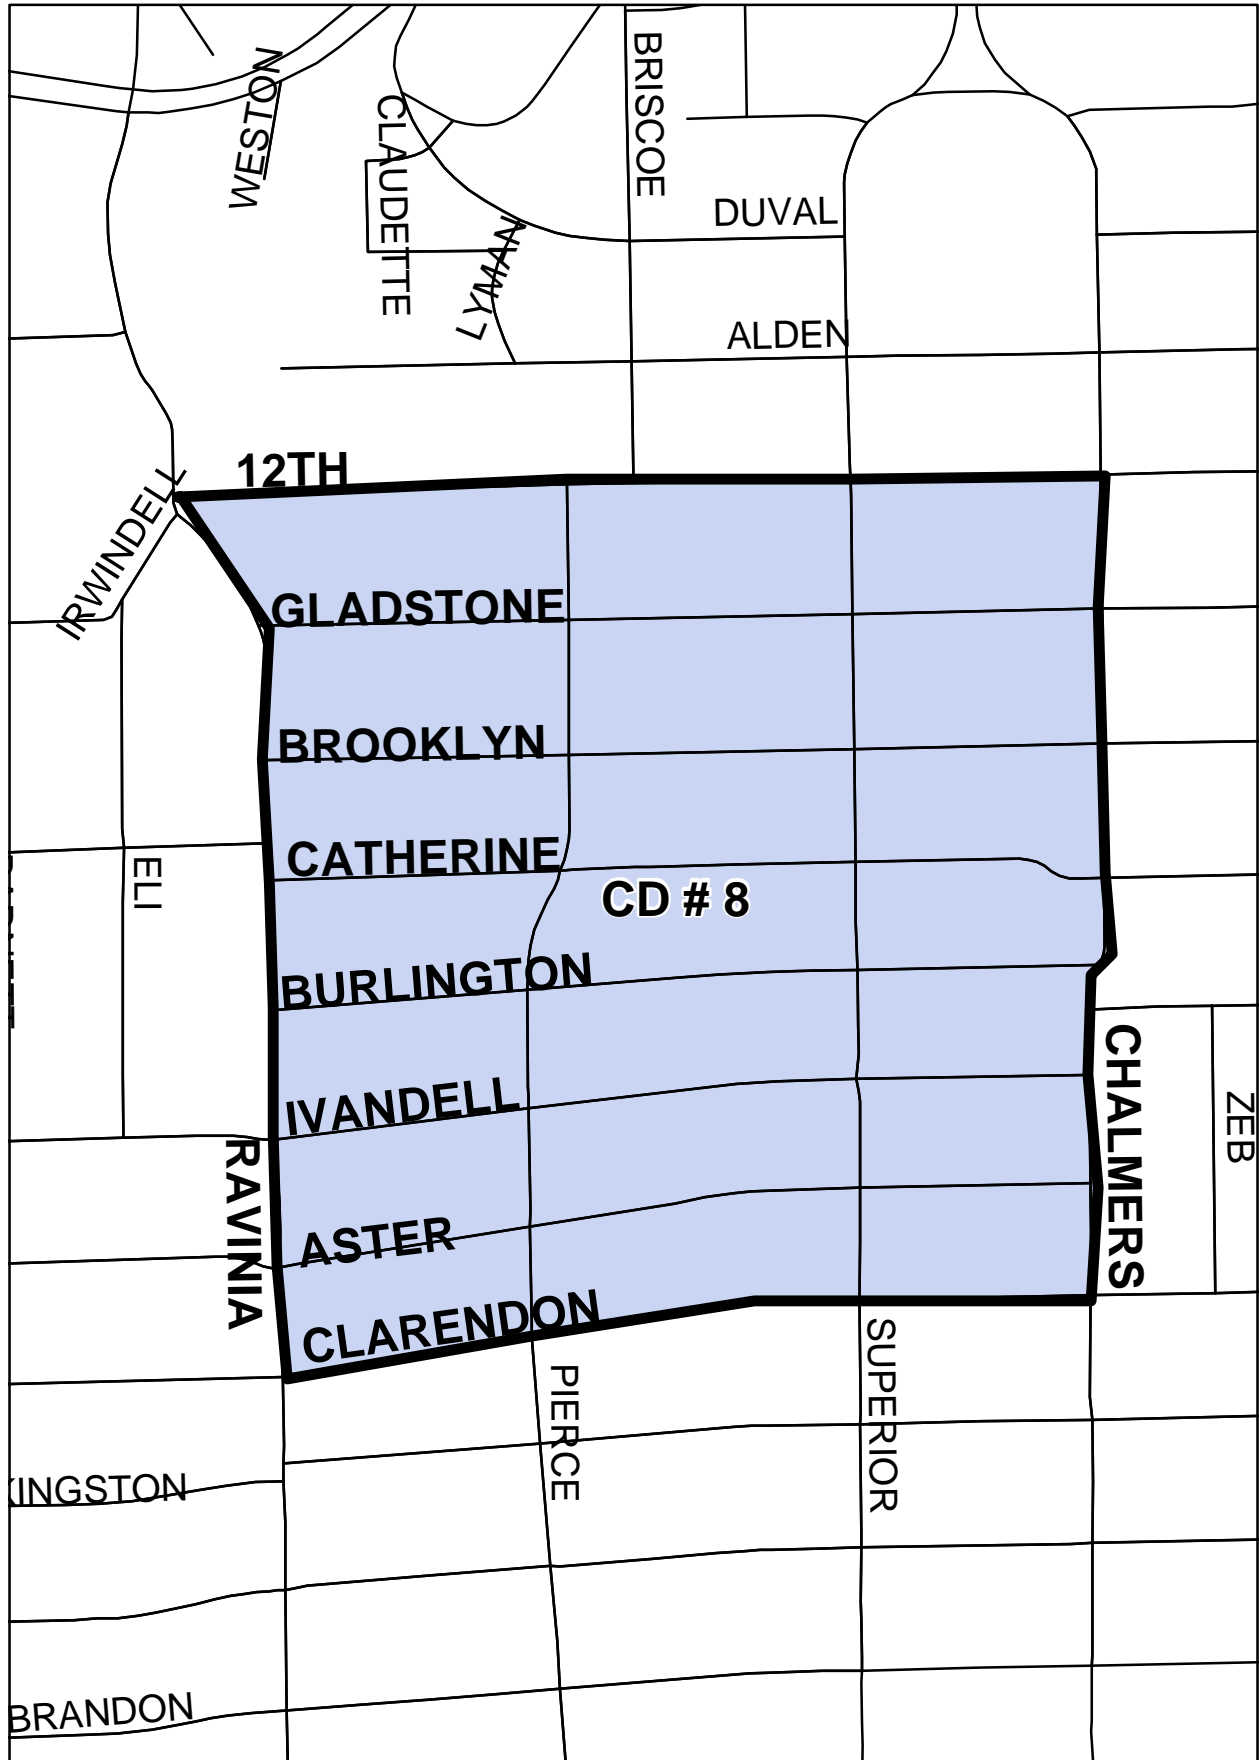 WESTON
CLAUDETTE
BRISCOE
LYMAN
DUVAL
ALDEN
12TH
IRWINDELL
GLADSTONE
BROOKLYN
CATHERINE
ELI
CD # 8
BURLINGTON
IVANDELL
CHALMERS
ZEB
RAVINIA
ASTER
CLARENDON
PIERCE
SUPERIOR
KINGSTON
BRANDON